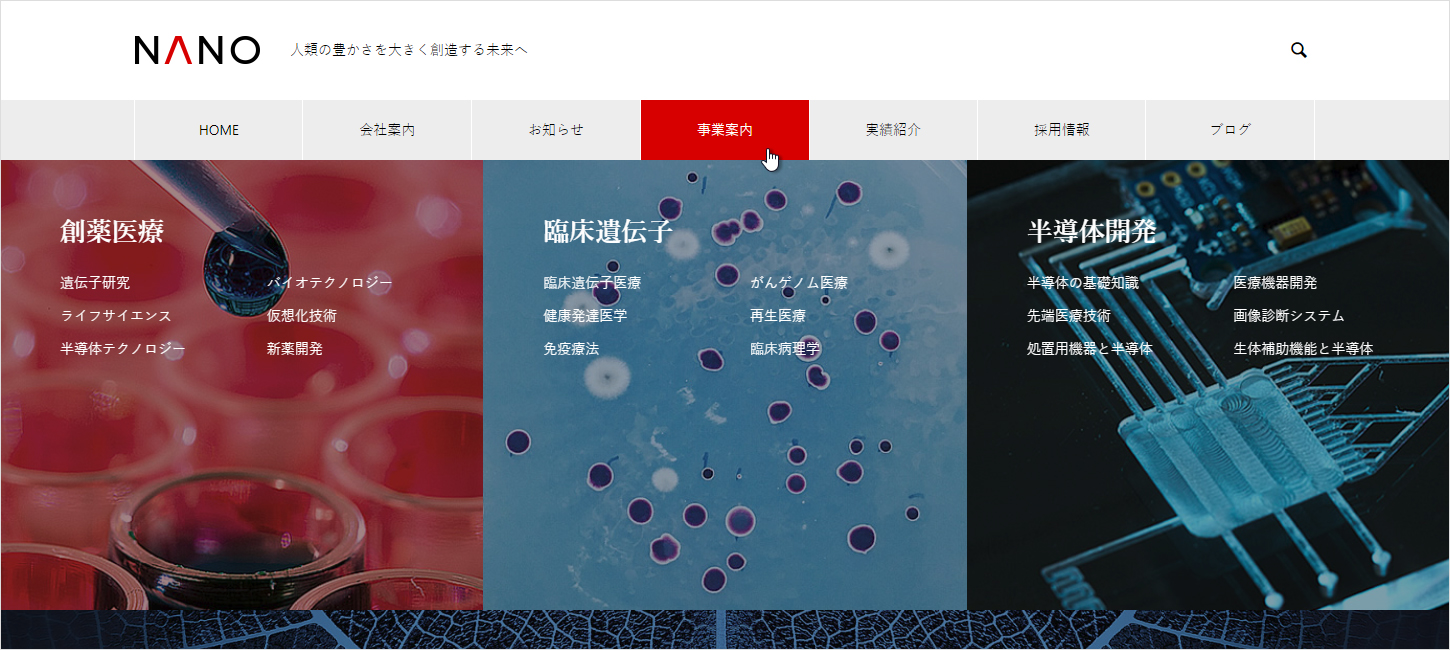 NANO 人類の豊かさを大きく創造する未来へ
HOME 会社案内 お知らせ 事業案内 実績紹介 採用情報 ブログ
創薬医療
遺伝子研究 バイオテクノロジー
ライフサイエンス 仮想化技術
半導体テクノロジー 新薬開発
臨床遺伝子
臨床遺伝子医療 がんゲノム医療
健康発達医学 再生医療
免疫療法 臨床病理学
半導体開発
半導体の基礎知識 医療機器開発
先端医療技術 画像診断システム
処置用機器と半導体 生体補助機能と半導体